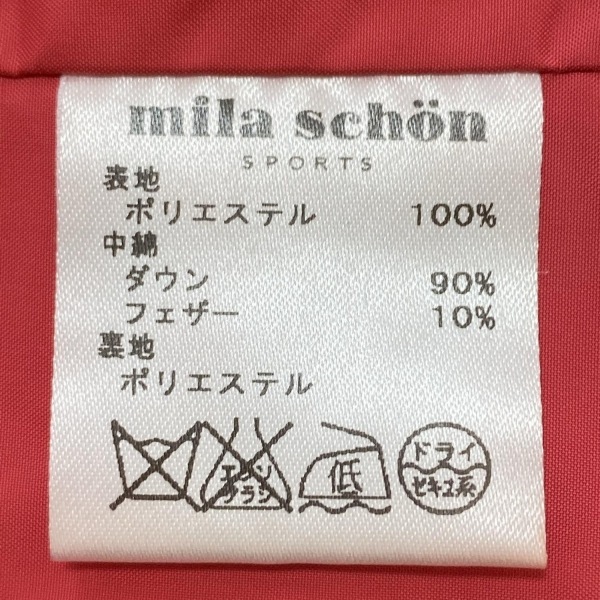 mila schön
SPORTS
表地
ポリエステル 100%
中綿
ダウン 90%
フェザー 10%
裏地
ポリエステル
エンソ
サラシ
低
ドライ
セキユ系